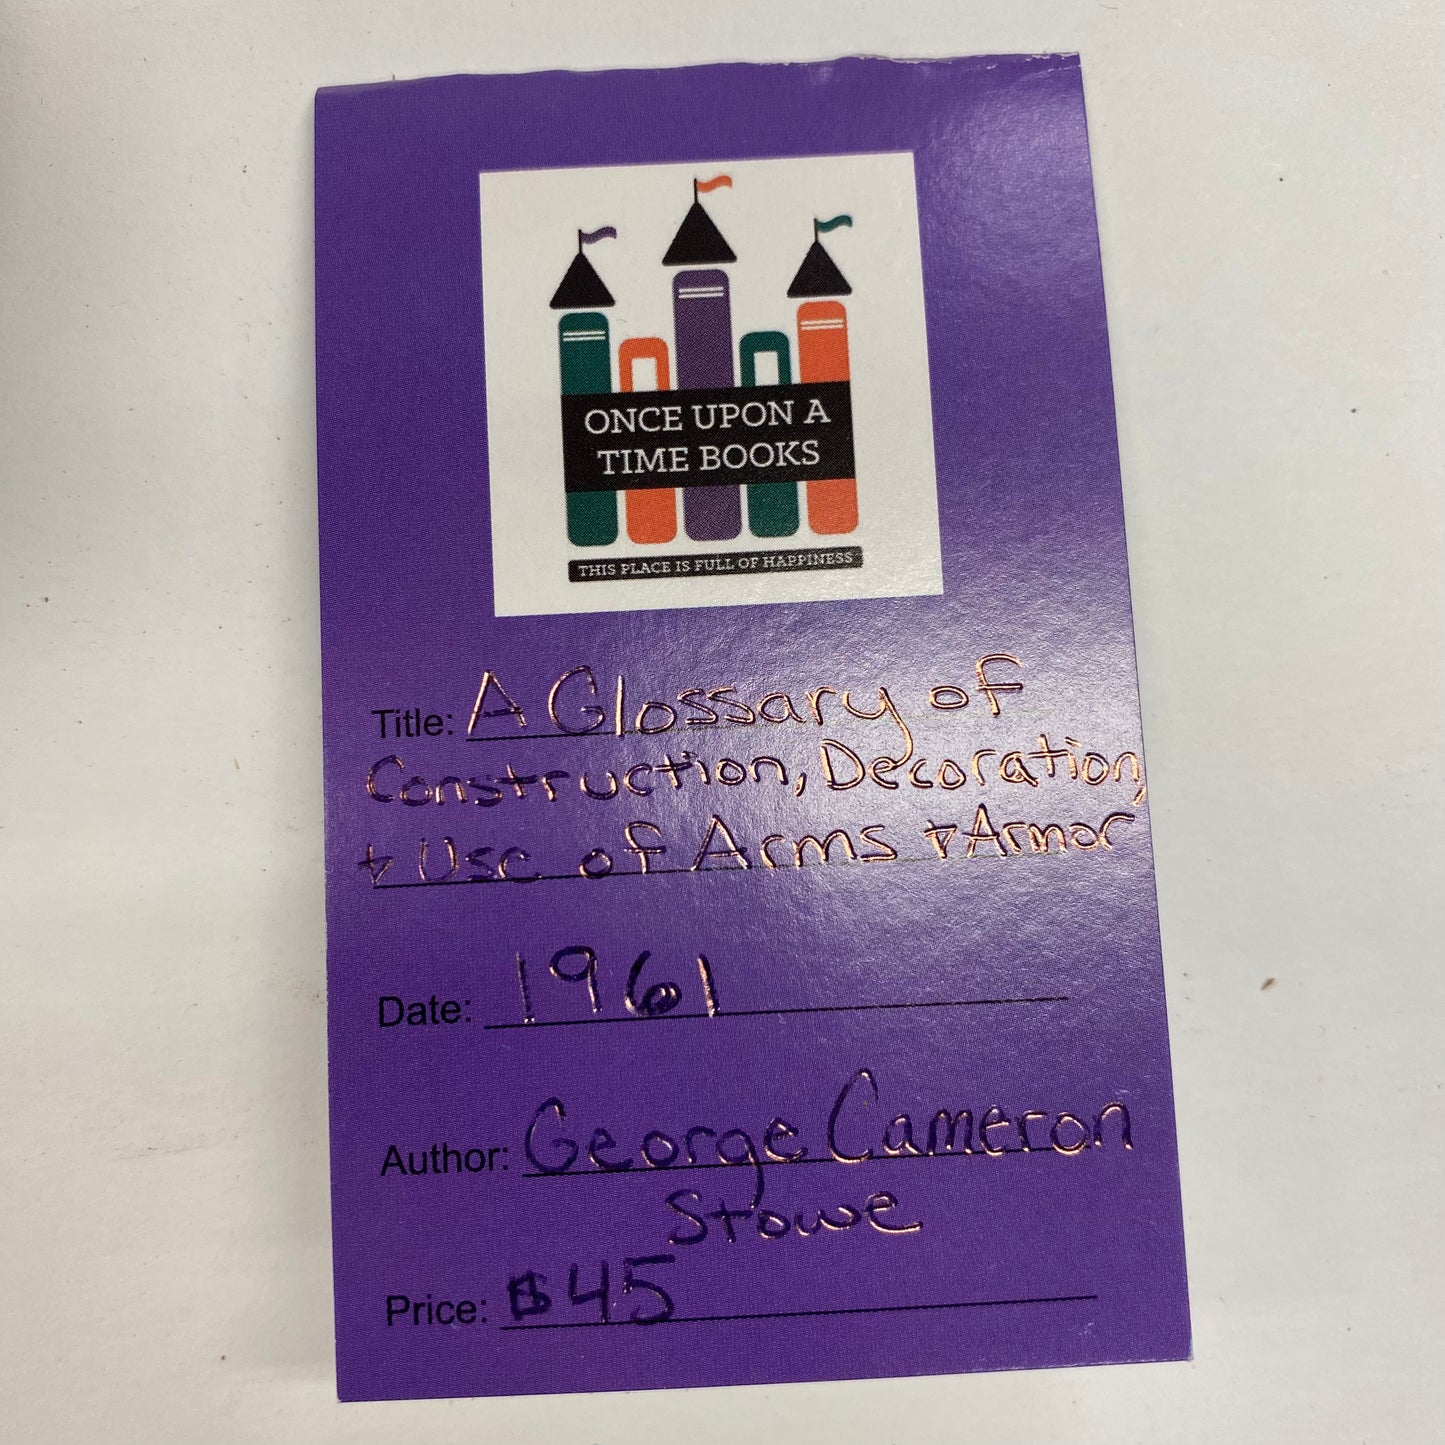 ONCE UPON A
TIME BOOKS
THIS PLACE IS FULL OF HAPPINESS
Title: A Glossary of
Construction, Decoration,
+ Use of Arms + Armor
Date: 1961
Author: George Cameron
Stowe
Price: $45